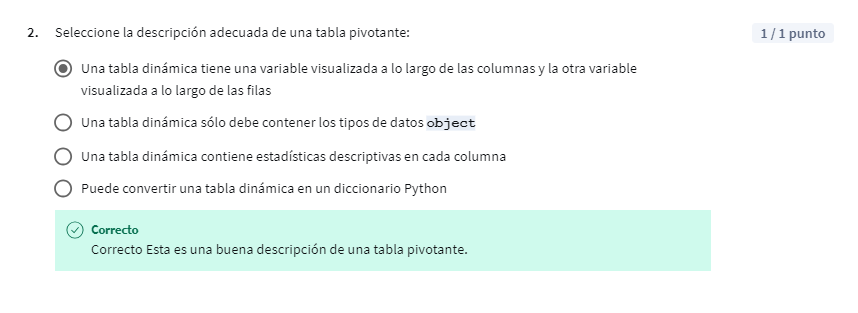 2. Seleccione la descripción adecuada de una tabla pivotante:
1 / 1 punto
Una tabla dinámica tiene una variable visualizada a lo largo de las columnas y la otra variable
visualizada a lo largo de las filas
Una tabla dinámica sólo debe contener los tipos de datos object
Una tabla dinámica contiene estadísticas descriptivas en cada columna
Puede convertir una tabla dinámica en un diccionario Python
Correcto
Correcto Esta es una buena descripción de una tabla pivotante.